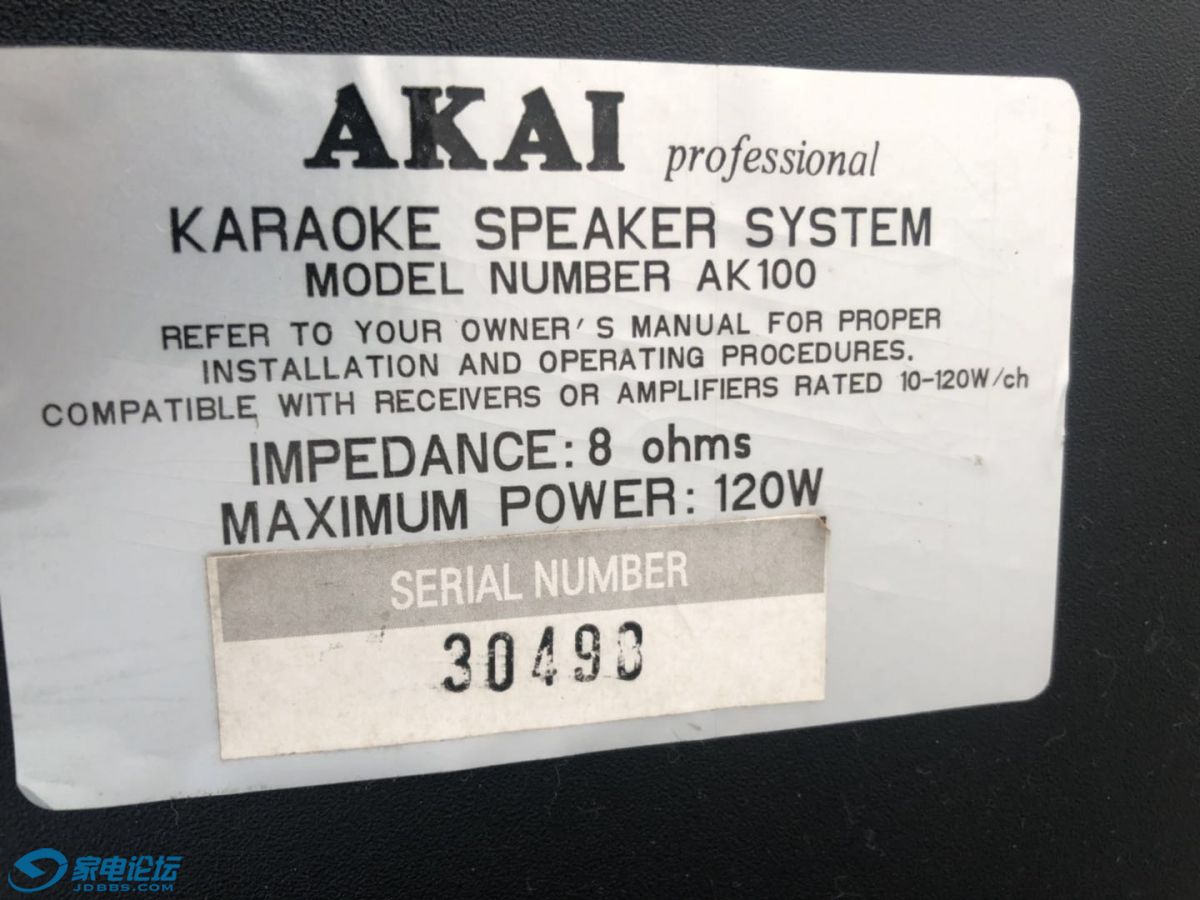 AKAI professional
KARAOKE SPEAKER SYSTEM
MODEL NUMBER AK100
REFER TO YOUR OWNER'S MANUAL FOR PROPER
INSTALLATION AND OPERATING PROCEDURES.
COMPATIBLE WITH RECEIVERS OR AMPLIFIERS RATED 10-120W/ch
IMPEDANCE: 8 ohms
MAXIMUM POWER: 120W
SERIAL NUMBER
30498
家电论坛
JDBBS.COM